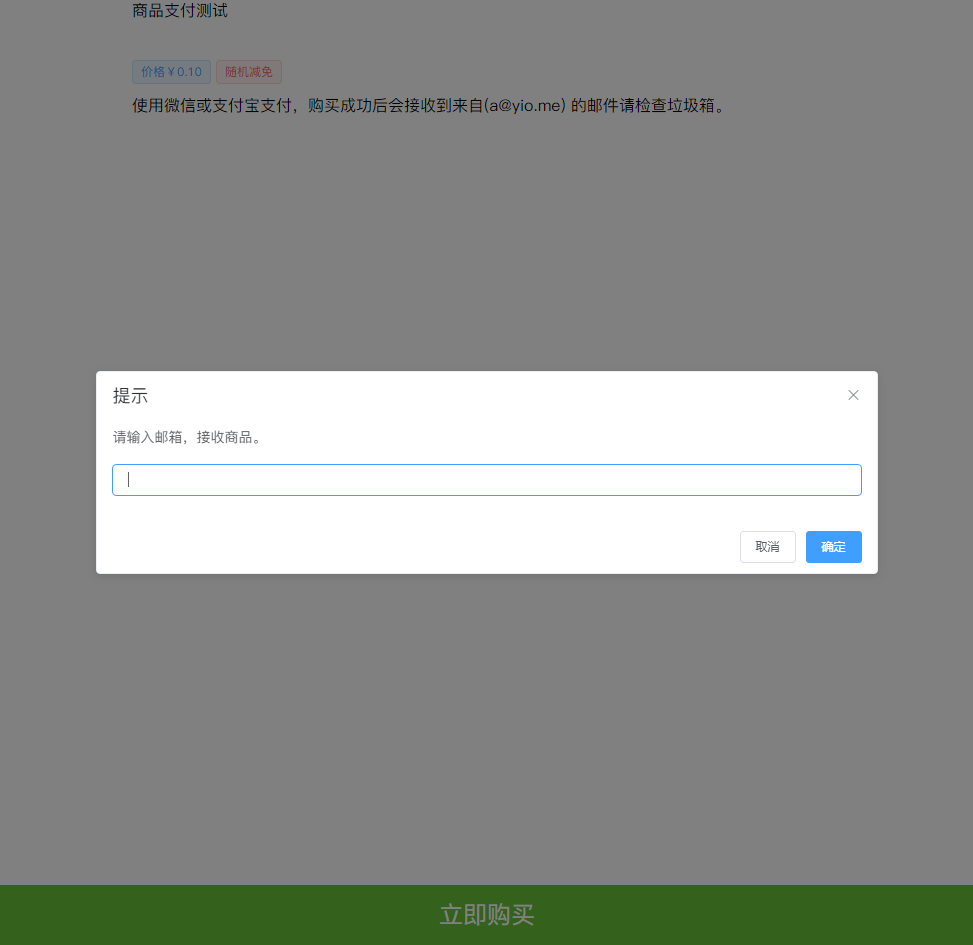 商品支付测试
价格￥0.10 随机减免
使用微信或支付宝支付，购买成功后会接收到来自(a@yio.me) 的邮件请检查垃圾箱。
提示
请输入邮箱，接收商品。
取消 确定
立即购买